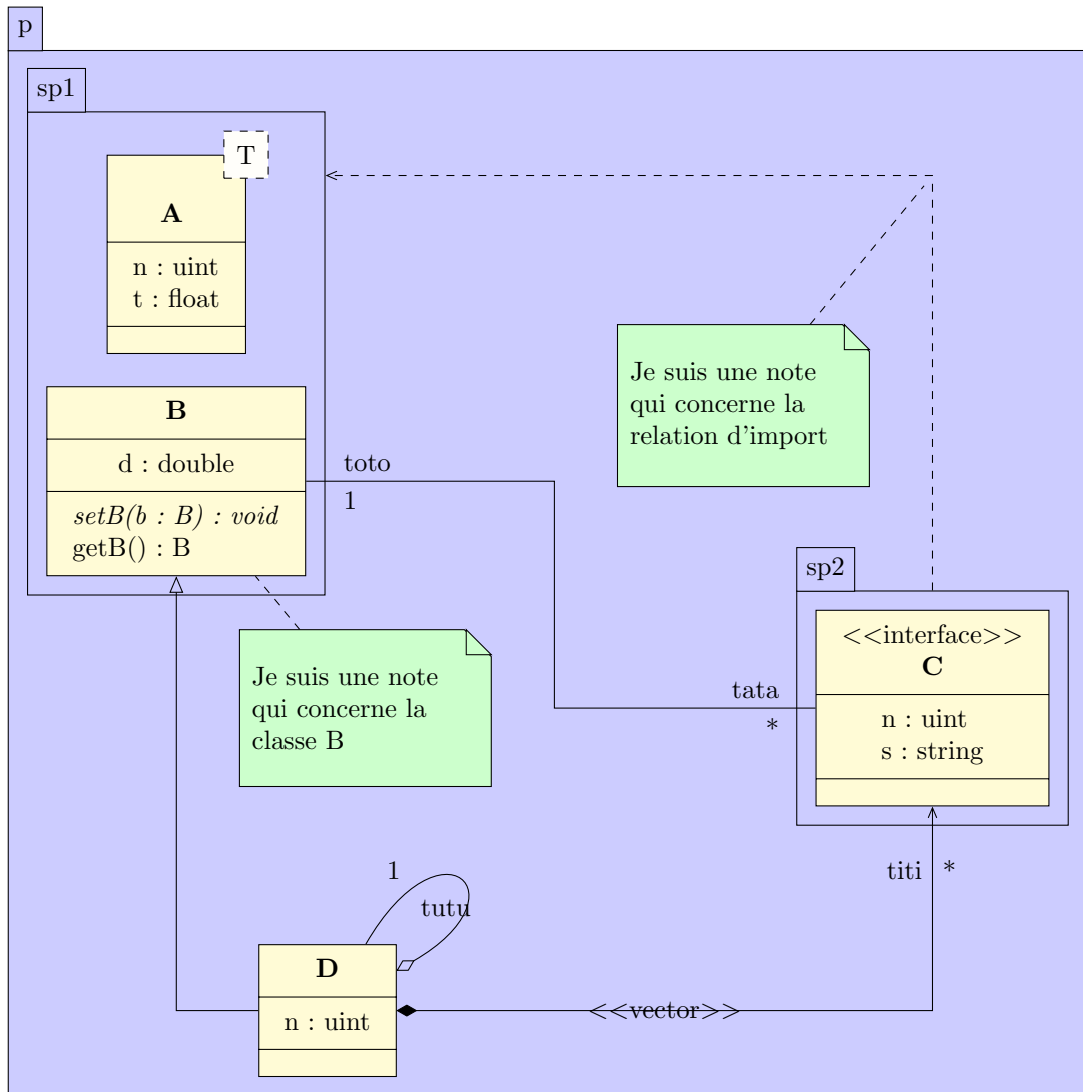 p
sp1
T
A
n : uint
t : float
B
d : double
setB(b : B) : void
getB() : B
toto
1
Je suis une note
qui concerne la
relation d'import
sp2
<<interface>>
C
n : uint
s : string
tata
*
Je suis une note
qui concerne la
classe B
titi
*
1
tutu
D
n : uint
<<vector>>